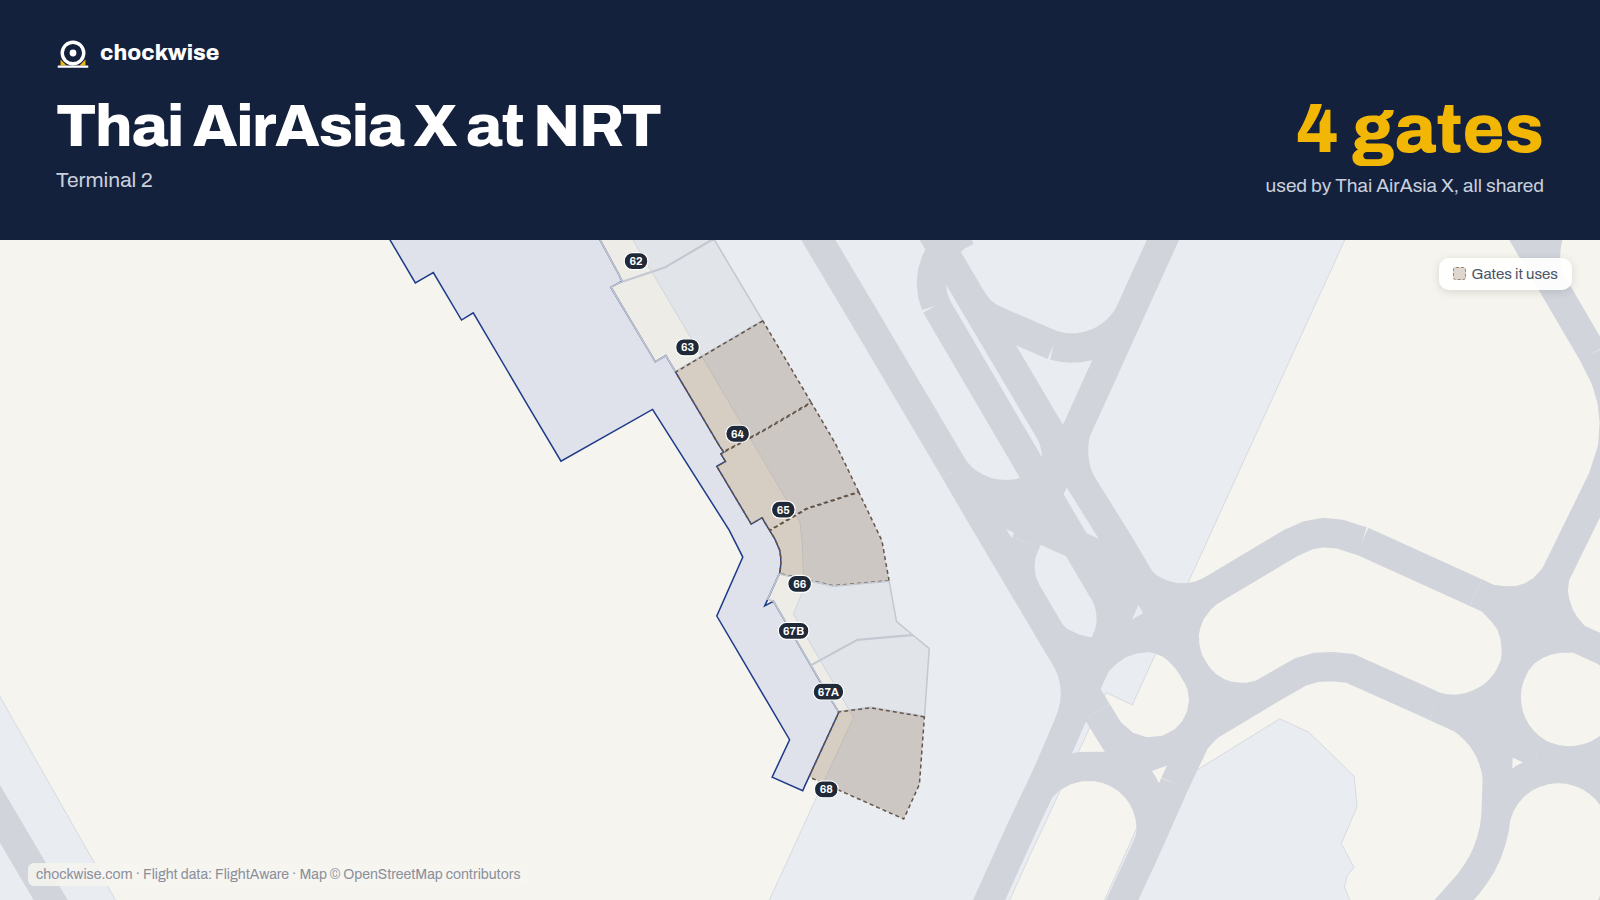 chockwise
Thai AirAsia X at NRT
Terminal 2
4 gates
used by Thai AirAsia X, all shared
Gates it uses
62
63
64
65
66
67B
67A
68
chockwise.com · Flight data: FlightAware · Map © OpenStreetMap contributors